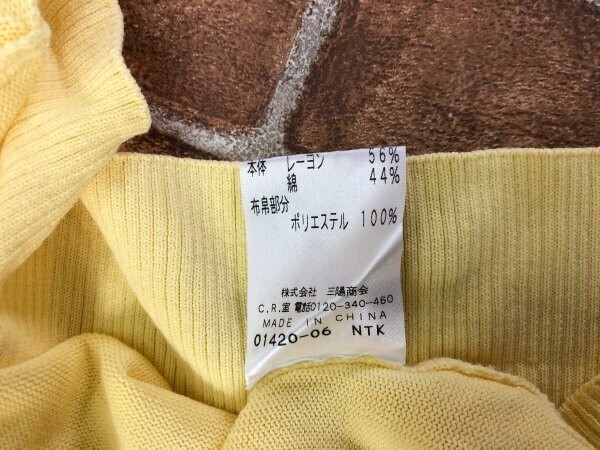 本体 レーヨン 56%
綿 44%
布帛部分
ポリエステル 100%
株式会社 三陽商会
C.R.室 電話0120-340-460
MADE IN CHINA
01420-06 NTK